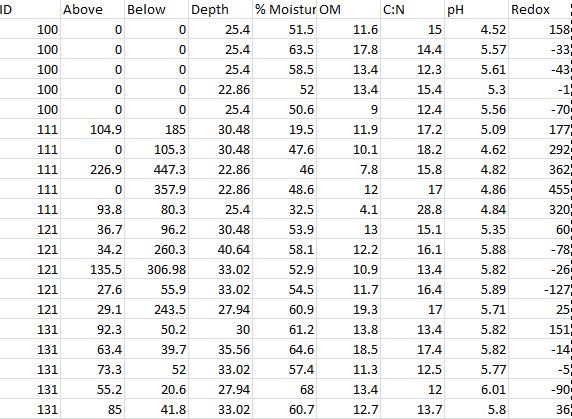 ID Above Below Depth % Moistur OM C:N pH Redox
100 0 0 25.4 51.5 11.6 15 4.52 158
100 0 0 25.4 63.5 17.8 14.4 5.57 -33
100 0 0 25.4 58.5 13.4 12.3 5.61 -43
100 0 0 22.86 52 13.4 15.4 5.3 -1
100 0 0 25.4 50.6 9 12.4 5.56 -70
111 104.9 185 30.48 19.5 11.9 17.2 5.09 177
111 0 105.3 30.48 47.6 10.1 18.2 4.62 292
111 226.9 447.3 22.86 46 7.8 15.8 4.82 362
111 0 357.9 22.86 48.6 12 17 4.86 455
111 93.8 80.3 25.4 32.5 4.1 28.8 4.84 320
121 36.7 96.2 30.48 53.9 13 15.1 5.35 60
121 34.2 260.3 40.64 58.1 12.2 16.1 5.88 -78
121 135.5 306.98 33.02 52.9 10.9 13.4 5.82 -26
121 27.6 55.9 33.02 54.5 11.7 16.4 5.89 -127
121 29.1 243.5 27.94 60.9 19.3 17 5.71 25
131 92.3 50.2 30 61.2 13.8 13.4 5.82 151
131 63.4 39.7 35.56 64.6 18.5 17.4 5.82 -14
131 73.3 52 33.02 57.4 11.3 12.5 5.77 -5
131 55.2 20.6 27.94 68 13.4 12 6.01 -90
131 85 41.8 33.02 60.7 12.7 13.7 5.8 36